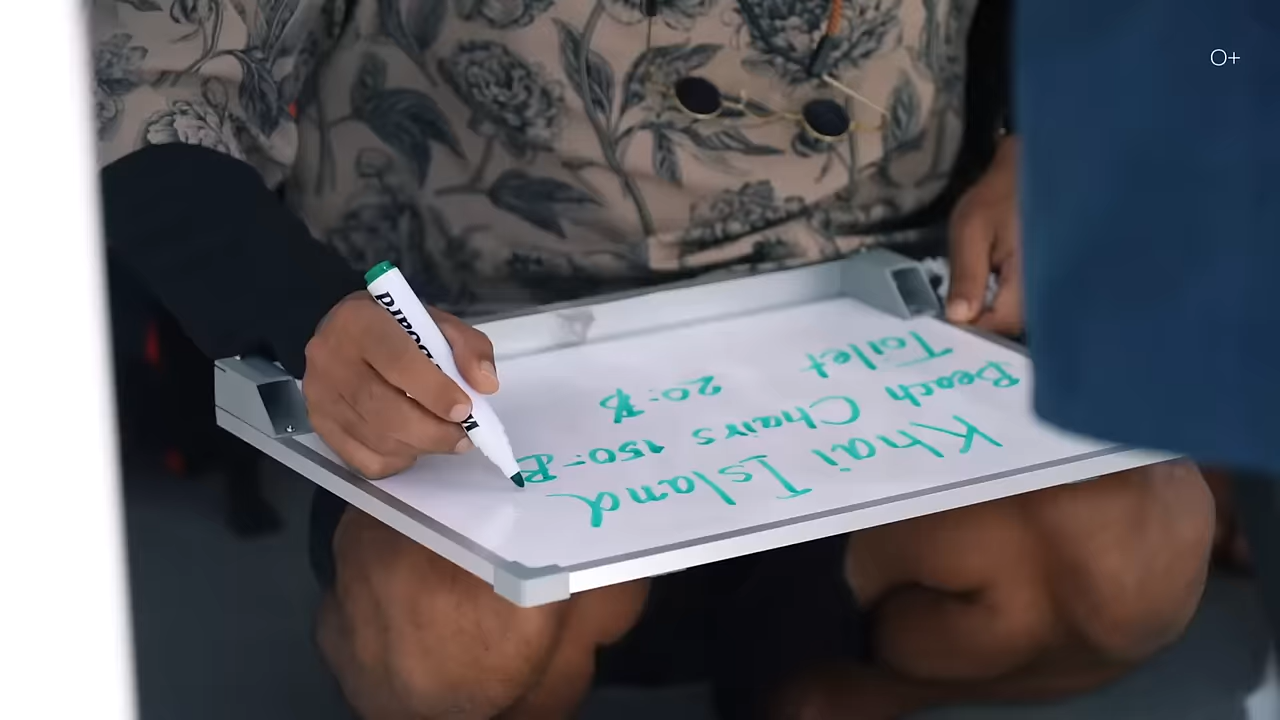 Khai Island
Beach Chairs 150.-฿
Toilet 20.-฿
O+